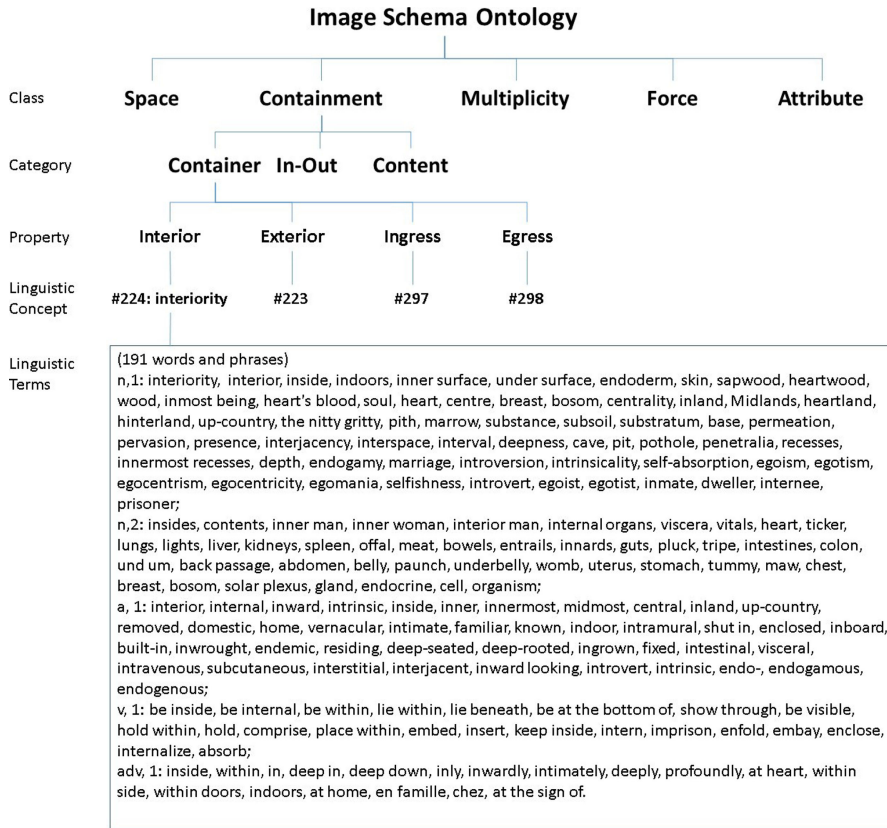 Image Schema Ontology
Class Space Containment Multiplicity Force Attribute
Category Container In-Out Content
Property Interior Exterior Ingress Egress
Linguistic Concept #224: interiority #223 #297 #298
Linguistic Terms
(191 words and phrases)
n,1: interiority, interior, inside, indoors, inner surface, under surface, endoderm, skin, sapwood, heartwood,
wood, inmost being, heart's blood, soul, heart, centre, breast, bosom, centrality, inland, Midlands, heartland,
hinterland, up-country, the nitty gritty, pith, marrow, substance, subsoil, substratum, base, permeation,
pervasion, presence, interjacency, interspace, interval, deepness, cave, pit, pothole, penetralia, recesses,
innermost recesses, depth, endogamy, marriage, introversion, intrinsicality, self-absorption, egoism, egotism,
egocentrism, egocentricity, egomania, selfishness, introvert, egoist, egotist, inmate, dweller, internee,
prisoner;
n,2: insides, contents, inner man, inner woman, interior man, internal organs, viscera, vitals, heart, ticker,
lungs, lights, liver, kidneys, spleen, offal, meat, bowels, entrails, innards, guts, pluck, tripe, intestines, colon,
und um, back passage, abdomen, belly, paunch, underbelly, womb, uterus, stomach, tummy, maw, chest,
breast, bosom, solar plexus, gland, endocrine, cell, organism;
a, 1: interior, internal, inward, intrinsic, inside, inner, innermost, midmost, central, inland, up-country,
removed, domestic, home, vernacular, intimate, familiar, known, indoor, intramural, shut in, enclosed, inboard,
built-in, inwrought, endemic, residing, deep-seated, deep-rooted, ingrown, fixed, intestinal, visceral,
intravenous, subcutaneous, interstitial, interjacent, inward looking, introvert, intrinsic, endo-, endogamous,
endogenous;
v, 1: be inside, be internal, be within, lie within, lie beneath, be at the bottom of, show through, be visible,
hold within, hold, comprise, place within, embed, insert, keep inside, intern, imprison, enfold, embay, enclose,
internalize, absorb;
adv, 1: inside, within, in, deep in, deep down, inly, inwardly, intimately, deeply, profoundly, at heart, within
side, within doors, indoors, at home, en famille, chez, at the sign of.